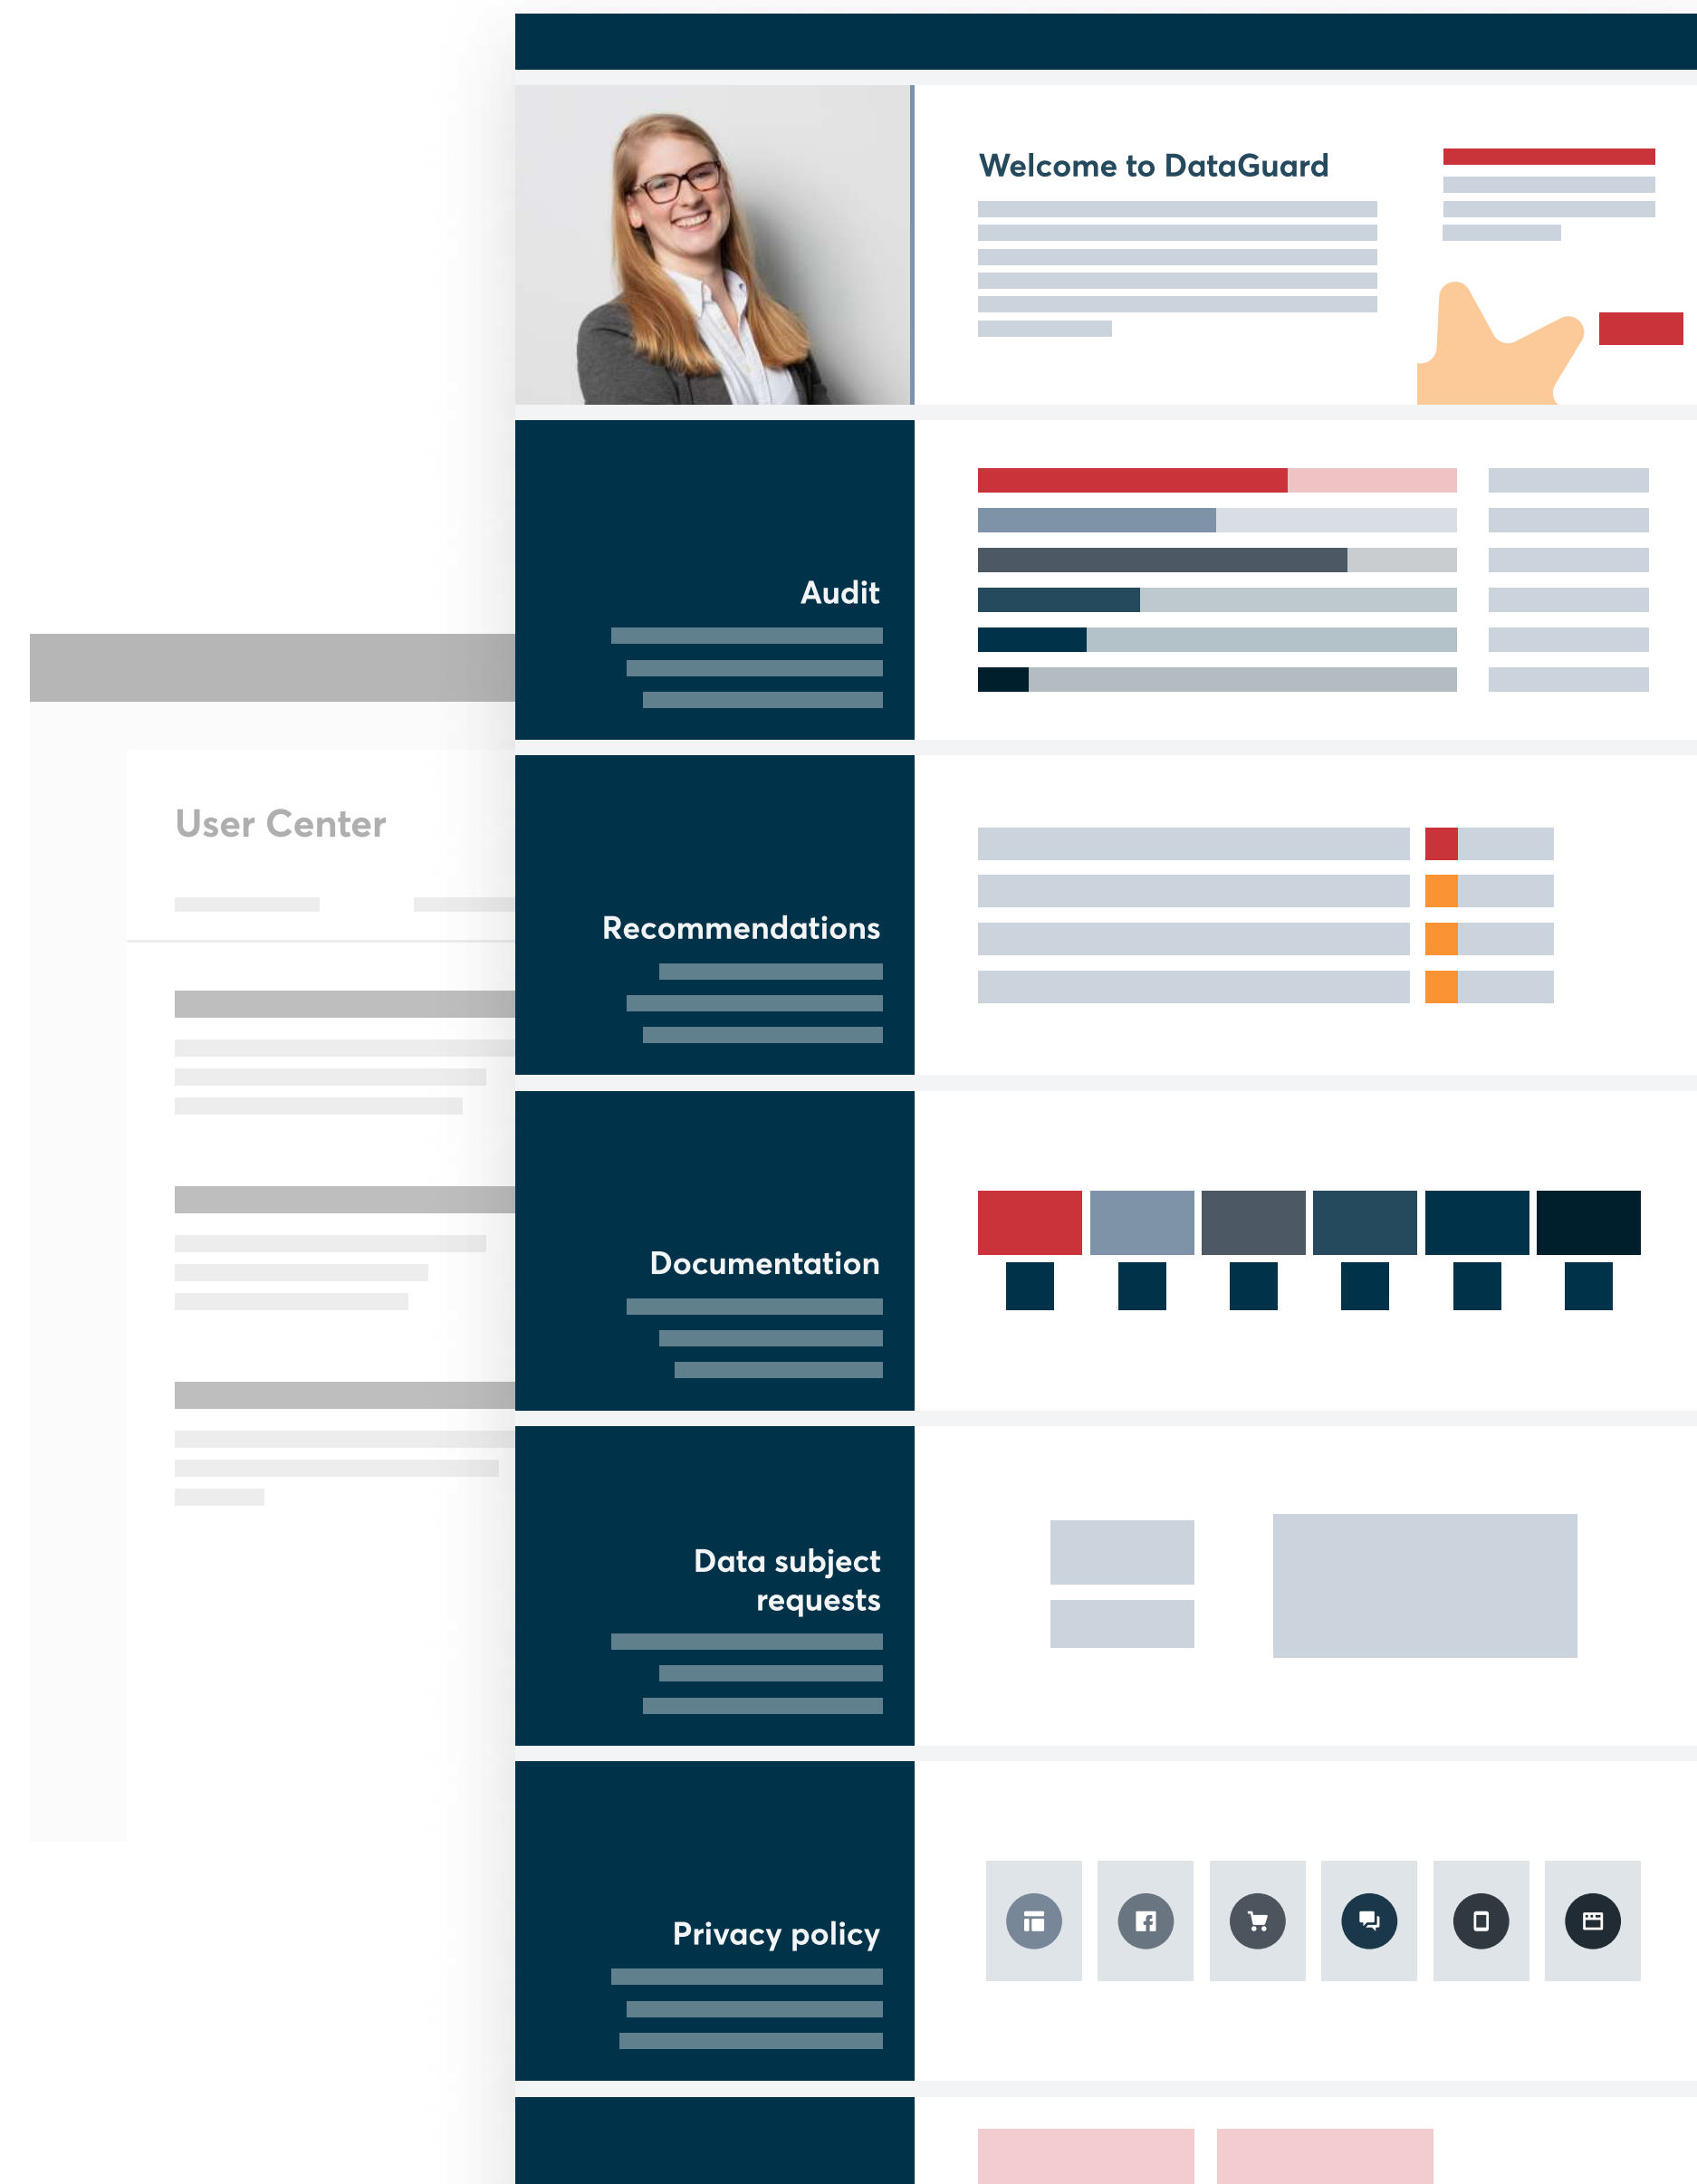 Welcome to DataGuard
Audit
User Center
Recommendations
Documentation
Data subject
requests
Privacy policy